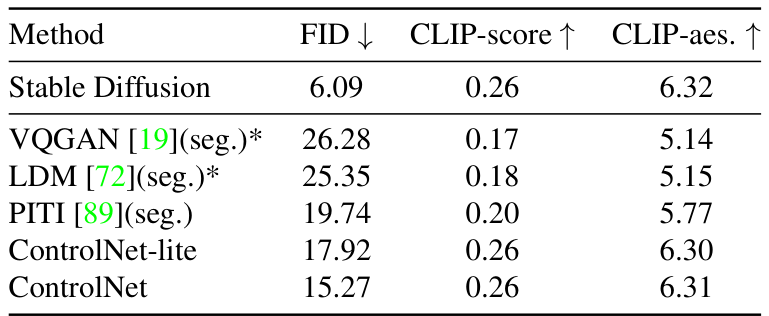 Method FID ↓ CLIP-score ↑ CLIP-aes. ↑
Stable Diffusion 6.09 0.26 6.32
VQGAN [19](seg.)* 26.28 0.17 5.14
LDM [72](seg.)* 25.35 0.18 5.15
PITI [89](seg.) 19.74 0.20 5.77
ControlNet-lite 17.92 0.26 6.30
ControlNet 15.27 0.26 6.31